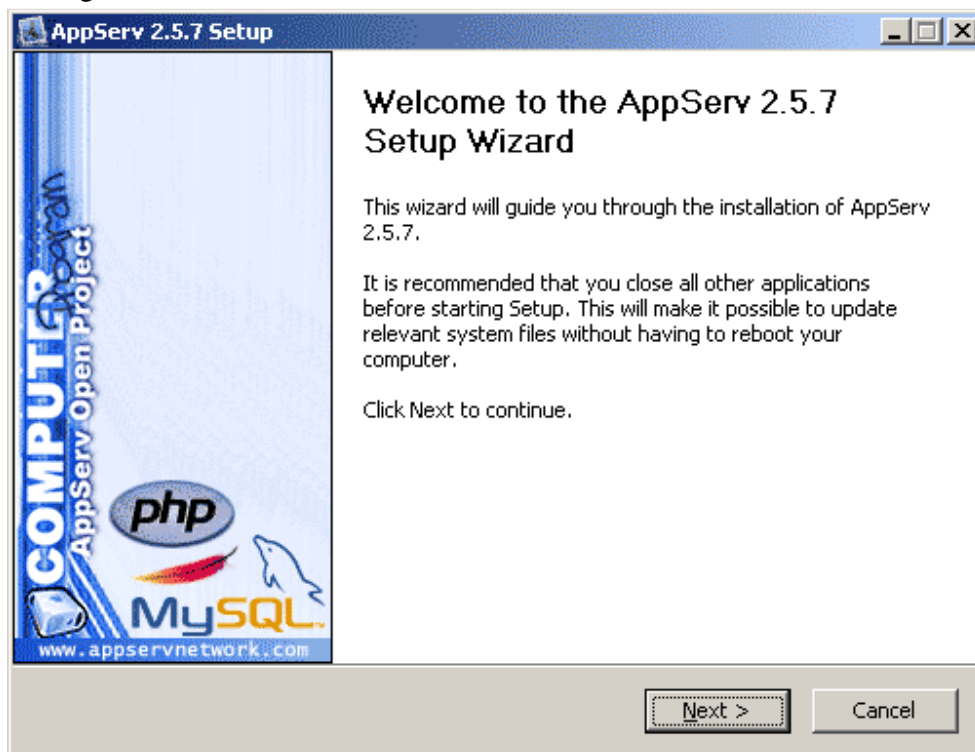 AppServ 2.5.7 Setup
Welcome to the AppServ 2.5.7
Setup Wizard
This wizard will guide you through the installation of AppServ
2.5.7.
It is recommended that you close all other applications
before starting Setup. This will make it possible to update
relevant system files without having to reboot your
computer.
Click Next to continue.
COMPUTER
Program
AppServ Open Project
php
MySQL
www.appservnetwork.com
Next >
Cancel